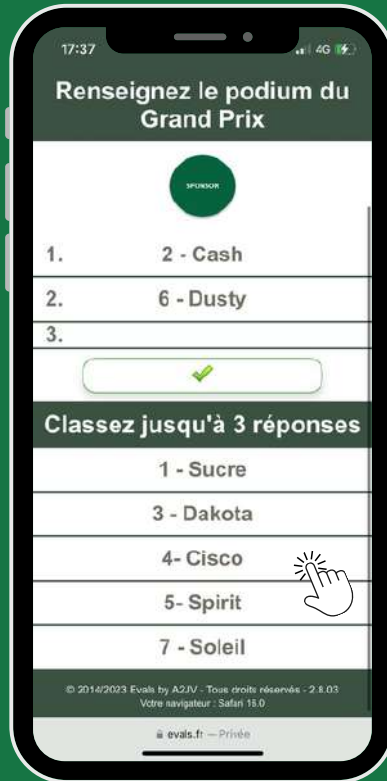 17:37
4G
Renseignez le podium du
Grand Prix
SPONSOR
1. 2 - Cash
2. 6 - Dusty
3.
Classez jusqu'à 3 réponses
1 - Sucre
3 - Dakota
4- Cisco
5- Spirit
7 - Soleil
© 2014/2023 Evals by A2JV - Tous droits réservés - 2.8.03
Votre navigateur : Safari 16.0
evals.fr — Privée